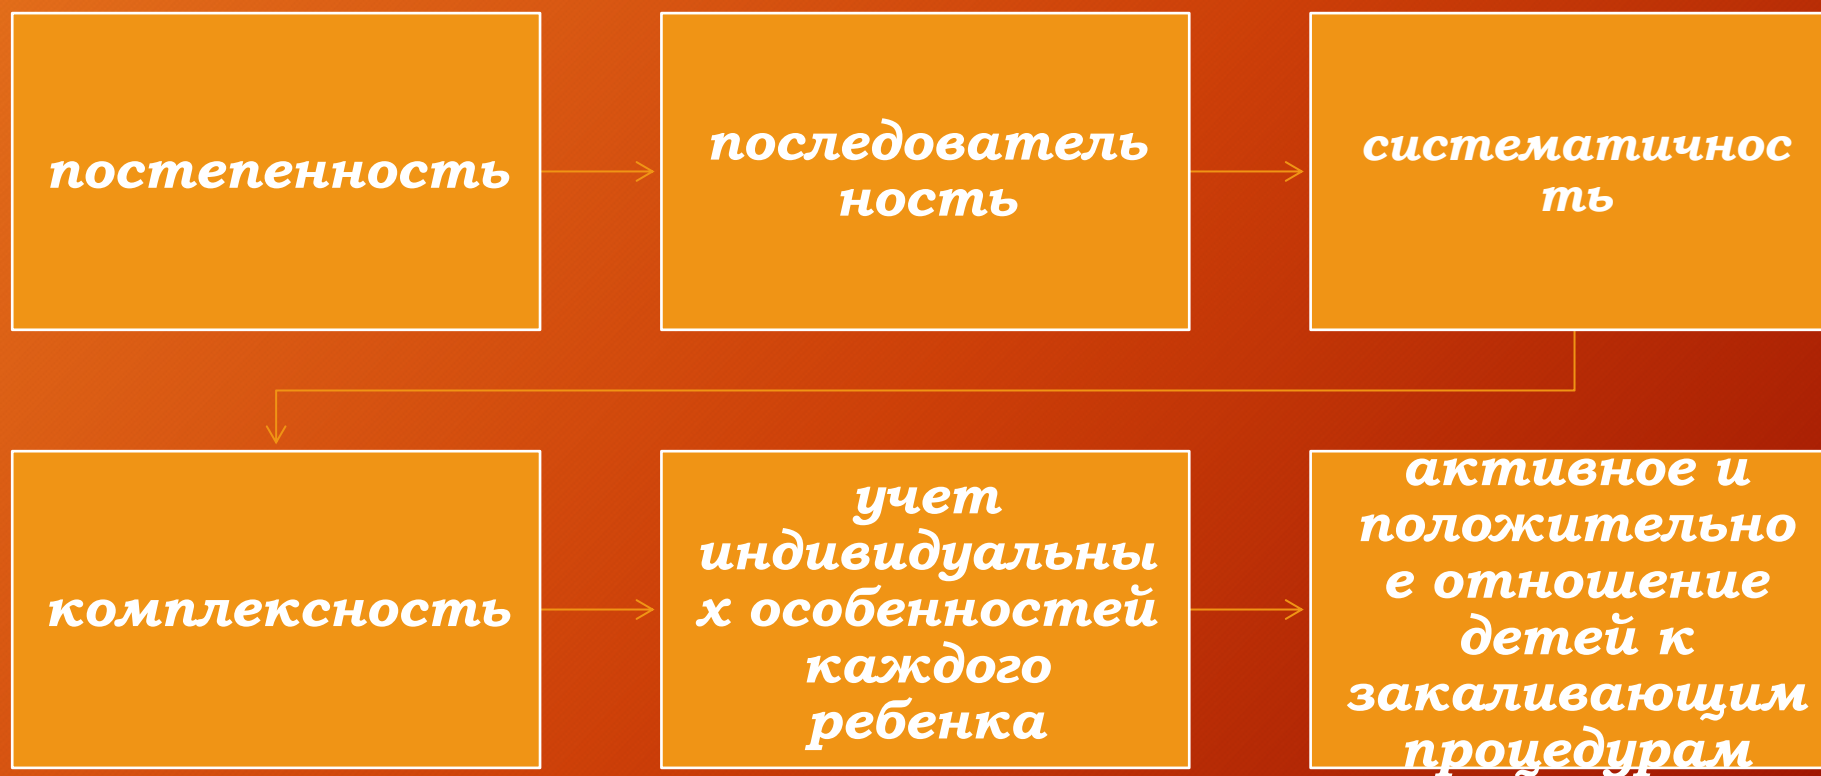 постепенность
последователь
ность
систематичнос
ть
комплексность
учет
индивидуальны
х особенностей
каждого
ребенка
активное и
положительно
е отношение
детей к
закаливающим
процедурам